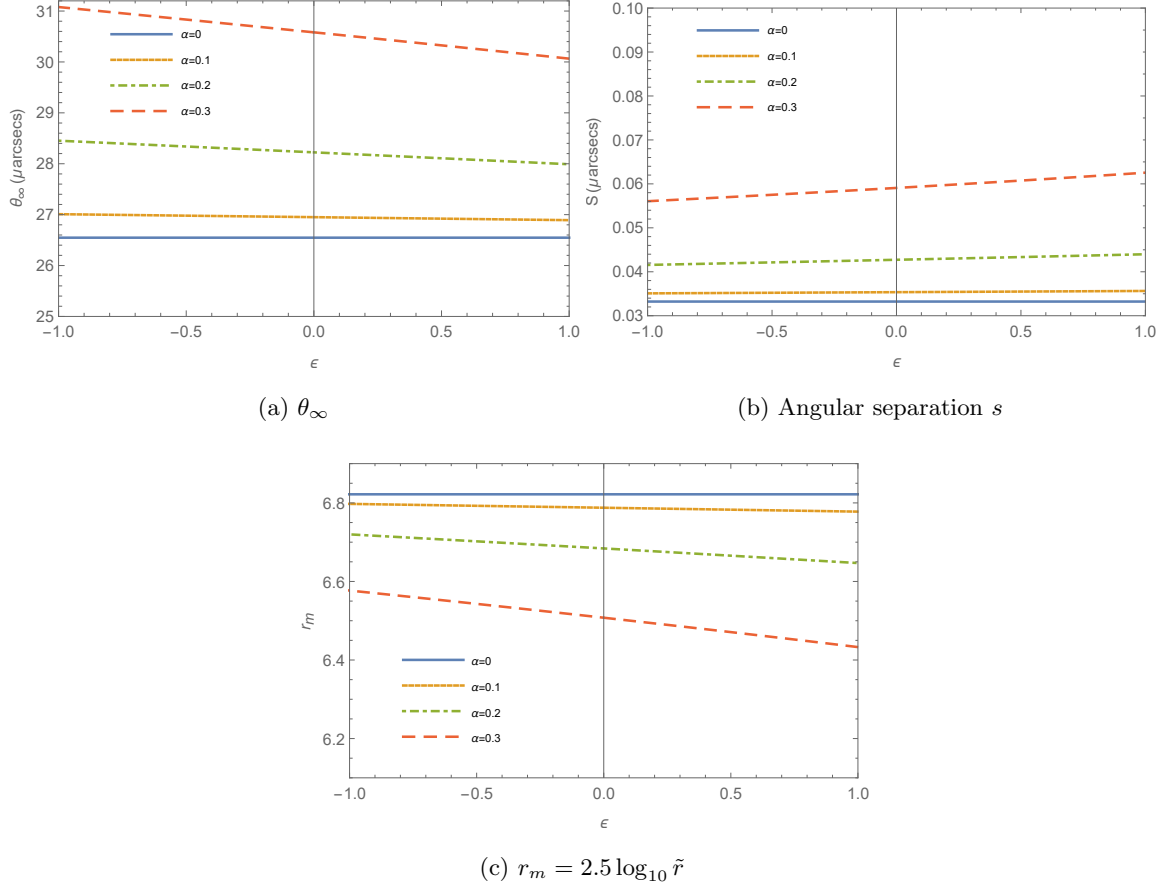 31
30
29
28
27
26
25
θ∞ (μarcsecs)
α=0
α=0.1
α=0.2
α=0.3
−1.0 −0.5 0.0 0.5 1.0
ϵ
(a) θ∞
0.10
0.09
0.08
0.07
0.06
0.05
0.04
0.03
S (μarcsecs)
α=0
α=0.1
α=0.2
α=0.3
−1.0 −0.5 0.0 0.5 1.0
ϵ
(b) Angular separation s
6.8
6.6
6.4
6.2
rm
α=0
α=0.1
α=0.2
α=0.3
−1.0 −0.5 0.0 0.5 1.0
ϵ
(c) rm = 2.5 log10 r̃